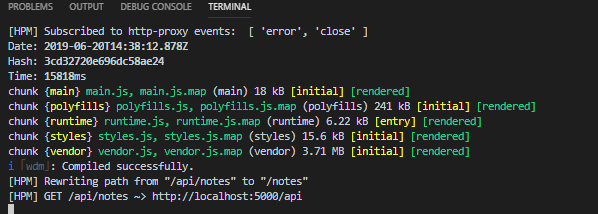 PROBLEMS OUTPUT DEBUG CONSOLE TERMINAL
[HPM] Subscribed to http-proxy events:  [ 'error', 'close' ]
Date: 2019-06-20T14:38:12.878Z
Hash: 3cd32720e696dc58ae24
Time: 15818ms
chunk {main} main.js, main.js.map (main) 18 kB [initial] [rendered]
chunk {polyfills} polyfills.js, polyfills.js.map (polyfills) 241 kB [initial] [rendered]
chunk {runtime} runtime.js, runtime.js.map (runtime) 6.22 kB [entry] [rendered]
chunk {styles} styles.js, styles.js.map (styles) 15.6 kB [initial] [rendered]
chunk {vendor} vendor.js, vendor.js.map (vendor) 3.71 MB [initial] [rendered]
i ｢wdm｣: Compiled successfully.
[HPM] Rewriting path from "/api/notes" to "/notes"
[HPM] GET /api/notes ~> http://localhost:5000/api